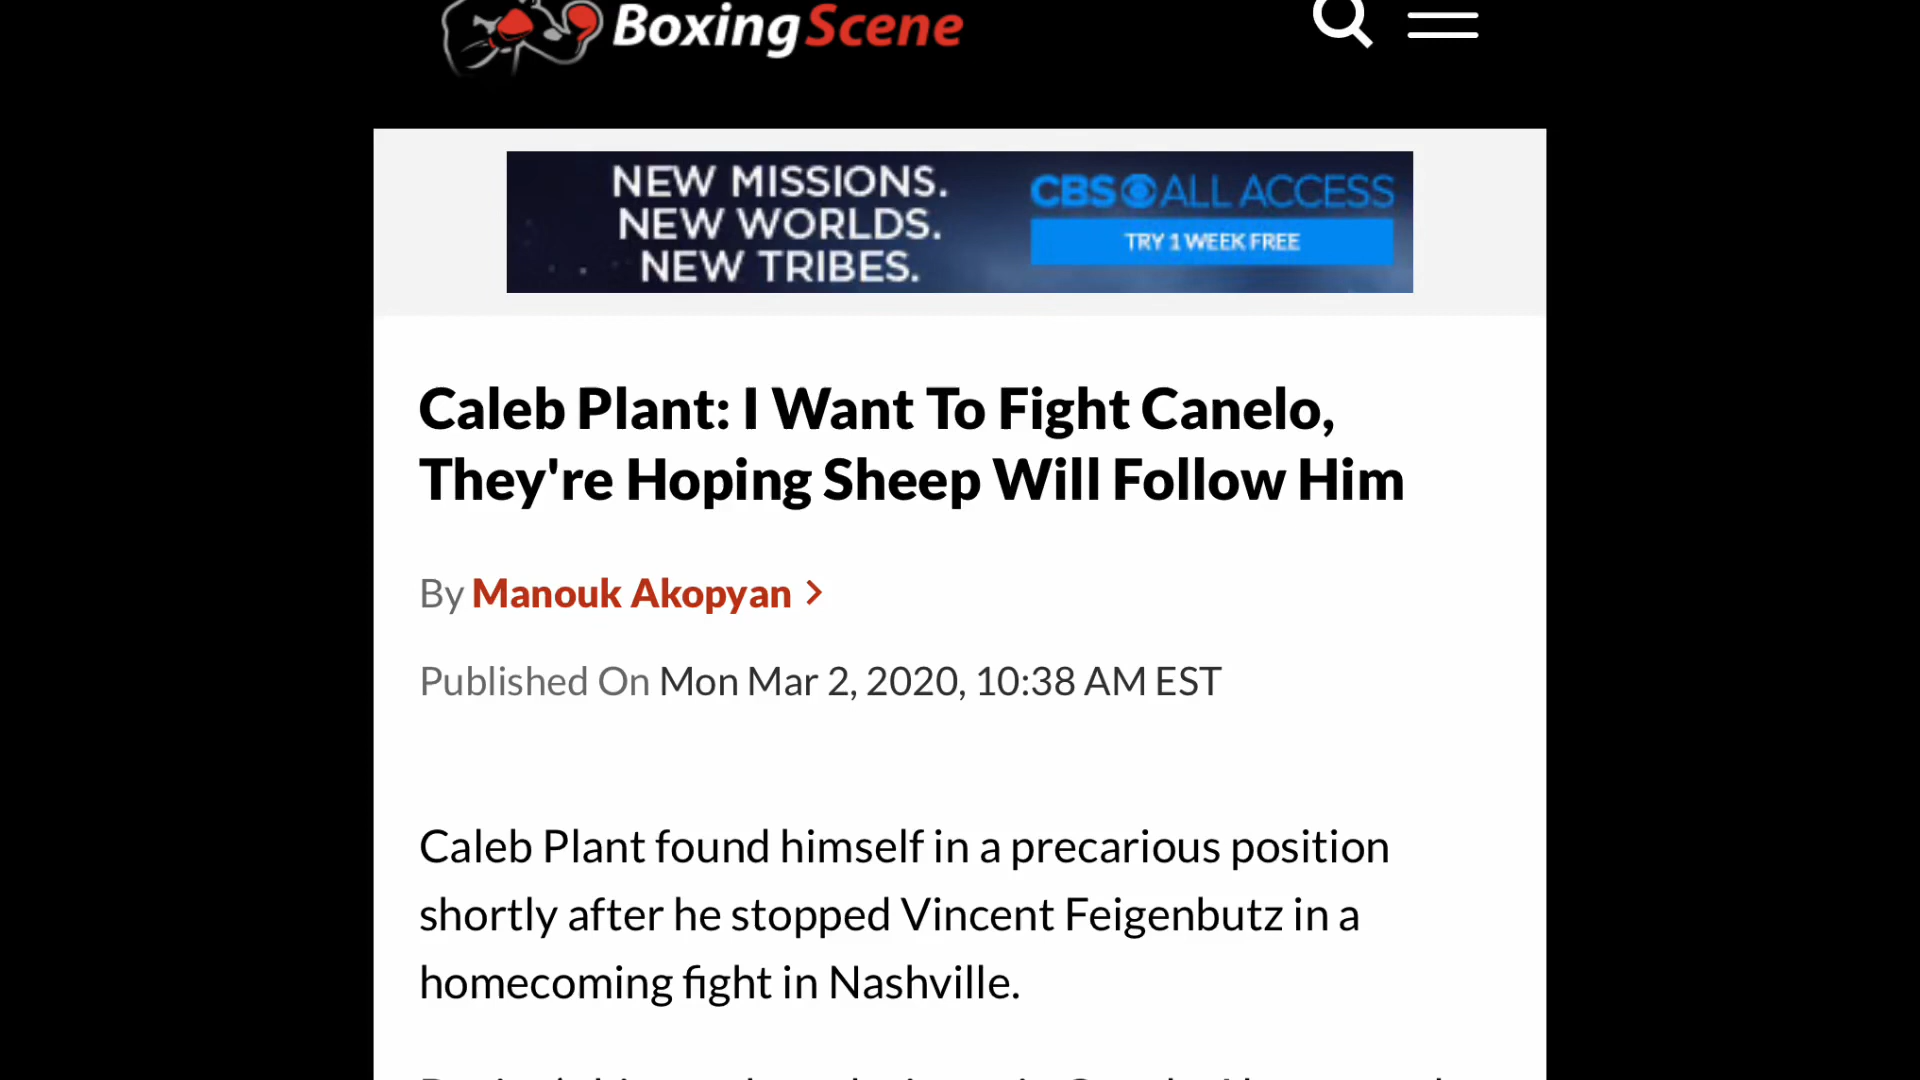 BoxingScene
NEW MISSIONS.
NEW WORLDS.
NEW TRIBES.
CBS ALL ACCESS
TRY 1 WEEK FREE
Caleb Plant: I Want To Fight Canelo,
They're Hoping Sheep Will Follow Him
By Manouk Akopyan >
Published On Mon Mar 2, 2020, 10:38 AM EST
Caleb Plant found himself in a precarious position
shortly after he stopped Vincent Feigenbutz in a
homecoming fight in Nashville.